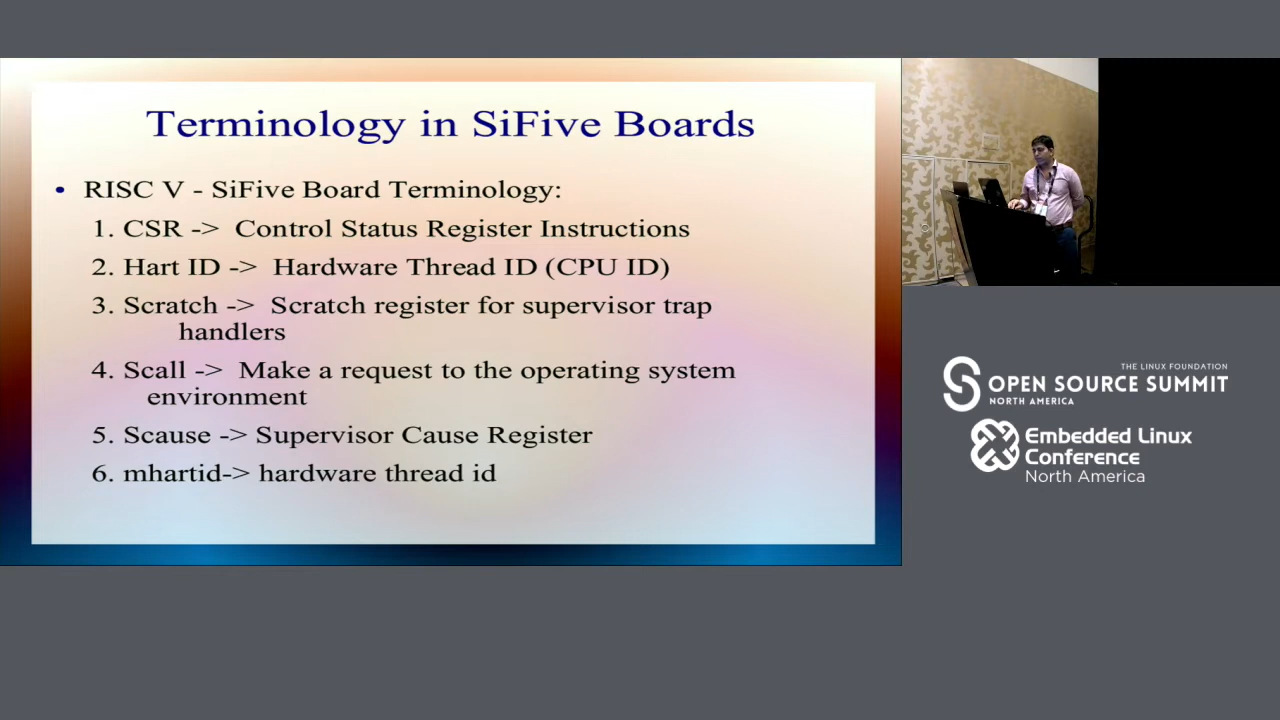 Terminology in SiFive Boards
• RISC V - SiFive Board Terminology:
1. CSR -> Control Status Register Instructions
2. Hart ID -> Hardware Thread ID (CPU ID)
3. Scratch -> Scratch register for supervisor trap
handlers
4. Scall -> Make a request to the operating system
environment
5. Scause -> Supervisor Cause Register
6. mhartid-> hardware thread id
THE LINUX FOUNDATION
OPEN SOURCE SUMMIT
NORTH AMERICA
Embedded Linux
Conference
North America